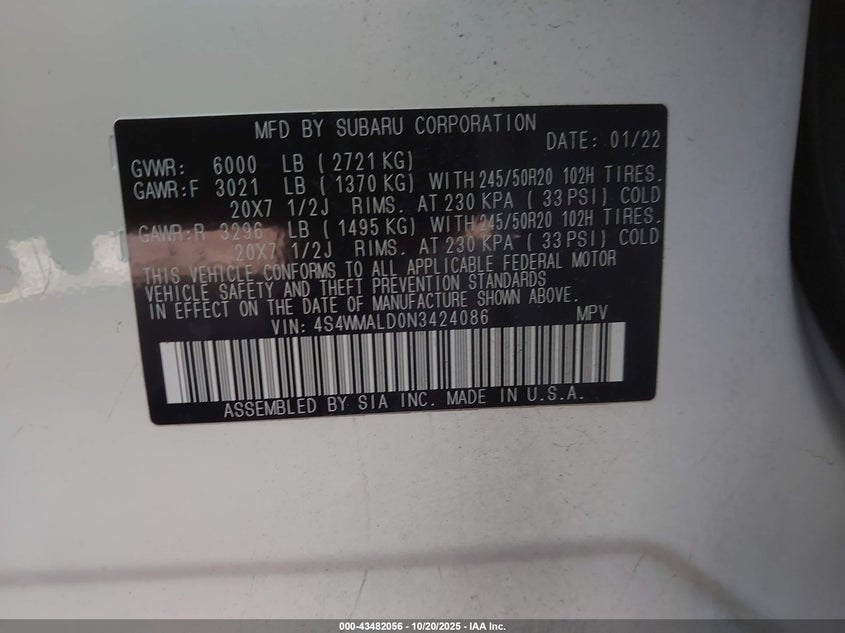 MFD BY SUBARU CORPORATION
DATE: 01/22
GVWR: 6000 LB ( 2721 KG)
GAWR:F 3021 LB ( 1370 KG) WITH 245/50R20 102H TIRES.
20X7 1/2J RIMS. AT 230 KPA ( 33 PSI) COLD
GAWR:R 3296 LB ( 1495 KG) WITH 245/50R20 102H TIRES.
20X7 1/2J RIMS. AT 230 KPA ( 33 PSI) COLD
THIS VEHICLE CONFORMS TO ALL APPLICABLE FEDERAL MOTOR
VEHICLE SAFETY AND THEFT PREVENTION STANDARDS
IN EFFECT ON THE DATE OF MANUFACTURE SHOWN ABOVE.
VIN: 4S4WMALD0N3424086 MPV
ASSEMBLED BY SIA INC. MADE IN U.S.A.
000-43482056 - 10/20/2025 - IAA Inc.